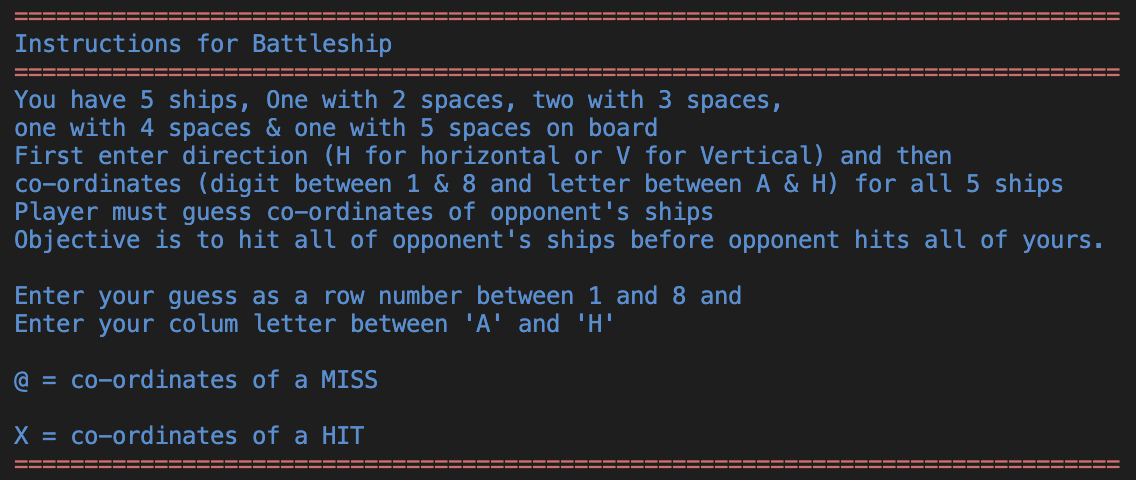 ===============================================================================
Instructions for Battleship
===============================================================================
You have 5 ships, One with 2 spaces, two with 3 spaces,
one with 4 spaces & one with 5 spaces on board
First enter direction (H for horizontal or V for Vertical) and then
co-ordinates (digit between 1 & 8 and letter between A & H) for all 5 ships
Player must guess co-ordinates of opponent's ships
Objective is to hit all of opponent's ships before opponent hits all of yours.
Enter your guess as a row number between 1 and 8 and
Enter your colum letter between 'A' and 'H'
@ = co-ordinates of a MISS
X = co-ordinates of a HIT
===============================================================================